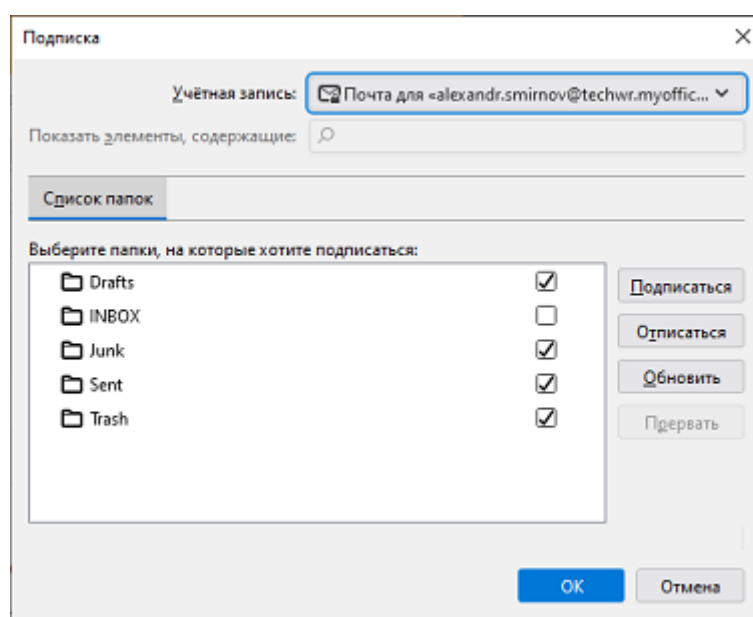 Подписка
Учётная запись: Почта для «alexandr.smirnov@techwr.myoffic...
Показать элементы, содержащие:
Список папок
Выберите папки, на которые хотите подписаться:
Drafts
Подписаться
INBOX
Отписаться
Junk
Sent
Обновить
Trash
Прервать
ОК Отмена